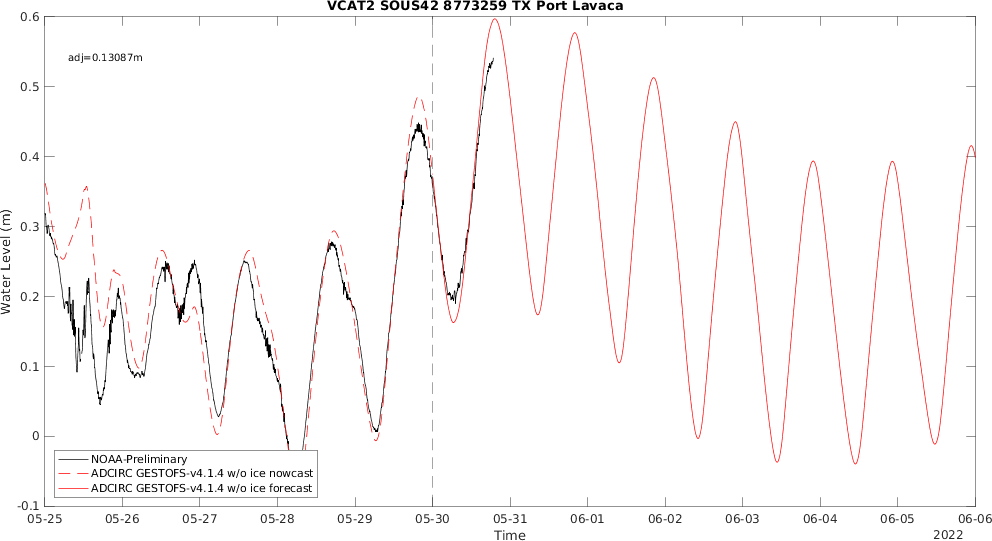 VCAT2 SOUS42 8773259 TX Port Lavaca
adj=0.13087m
0.6
0.5
0.4
0.3
0.2
0.1
0
-0.1
Water Level (m)
NOAA-Preliminary
ADCIRC GESTOFS-v4.1.4 w/o ice nowcast
ADCIRC GESTOFS-v4.1.4 w/o ice forecast
05-25 05-26 05-27 05-28 05-29 05-30 05-31 06-01 06-02 06-03 06-04 06-05 06-06
Time
2022